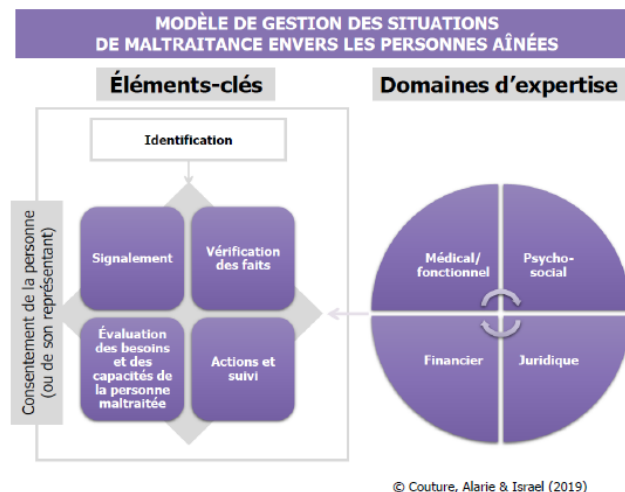 MODÈLE DE GESTION DES SITUATIONS
DE MALTRAITANCE ENVERS LES PERSONNES AÎNÉES
Éléments-clés
Domaines d’expertise
Consentement de la personne
(ou de son représentant)
Identification
Signalement
Vérification
des faits
Évaluation
des besoins et
des capacités
de la personne
maltraitée
Actions et
suivi
Médical/
fonctionnel
Psycho-
social
Financier
Juridique
© Couture, Alarie & Israel (2019)